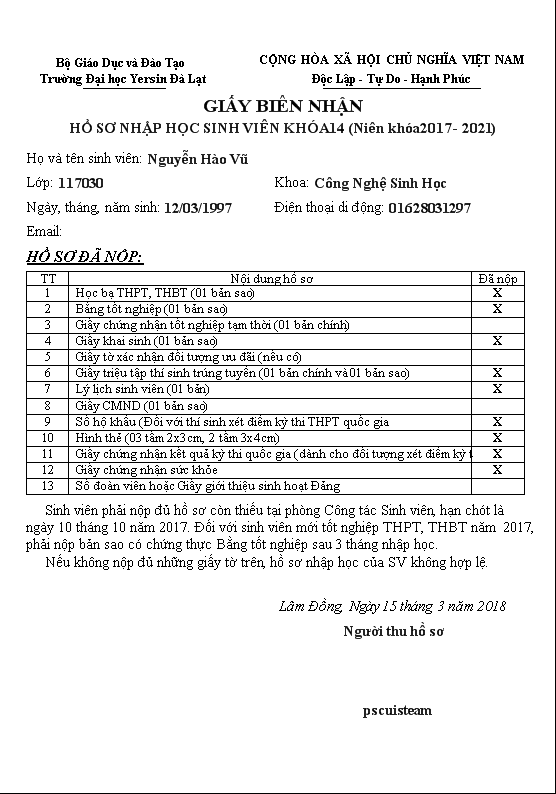 Bộ Giáo Dục và Đào Tạo
CỘNG HÒA XÃ HỘI CHỦ NGHĨA VIỆT NAM
Trường Đại học Yersin Đà Lạt
Độc Lập - Tự Do - Hạnh Phúc
GIẤY BIÊN NHẬN
HỒ SƠ NHẬP HỌC SINH VIÊN KHÓA14 (Niên khóa2017- 2021)
Họ và tên sinh viên: Nguyễn Hào Vũ
Lớp: 117030 Khoa: Công Nghệ Sinh Học
Ngày, tháng, năm sinh: 12/03/1997 Điện thoại di động: 01628031297
Email:
HỒ SƠ ĐÃ NỘP:
TT Nội dung hồ sơ Đã nộp
1 Học bạ THPT, THBT (01 bản sao) X
2 Bằng tốt nghiệp (01 bản sao) X
3 Giấy chứng nhận tốt nghiệp tạm thời (01 bản chính)
4 Giấy khai sinh (01 bản sao) X
5 Giấy tờ xác nhận đối tượng ưu đãi (nếu có)
6 Giấy triệu tập thí sinh trúng tuyển (01 bản chính và01 bản sao) X
7 Lý lịch sinh viên (01 bản) X
8 Giấy CMND (01 bản sao)
9 Sổ hộ khẩu (Đối với thí sinh xét điểm kỳ thi THPT quốc gia X
10 Hình thẻ (03 tấm 2x3cm, 2 tấm 3x4cm) X
11 Giấy chứng nhận kết quả kỳ thi quốc gia (dành cho đối tượng xét điểm kỳ t X
12 Giấy chứng nhận sức khỏe X
13 Sổ đoàn viên hoặc Giấy giới thiệu sinh hoạt Đảng
Sinh viên phải nộp đủ hồ sơ còn thiếu tại phòng Công tác Sinh viên, hạn chót là
ngày 10 tháng 10 năm 2017. Đối với sinh viên mới tốt nghiệp THPT, THBT năm 2017,
phải nộp bản sao có chứng thực Bằng tốt nghiệp sau 3 tháng nhập học.
Nếu không nộp đủ những giấy tờ trên, hồ sơ nhập học của SV không hợp lệ.
Lâm Đồng, Ngày 15 tháng 3 năm 2018
Người thu hồ sơ
pscuisteam